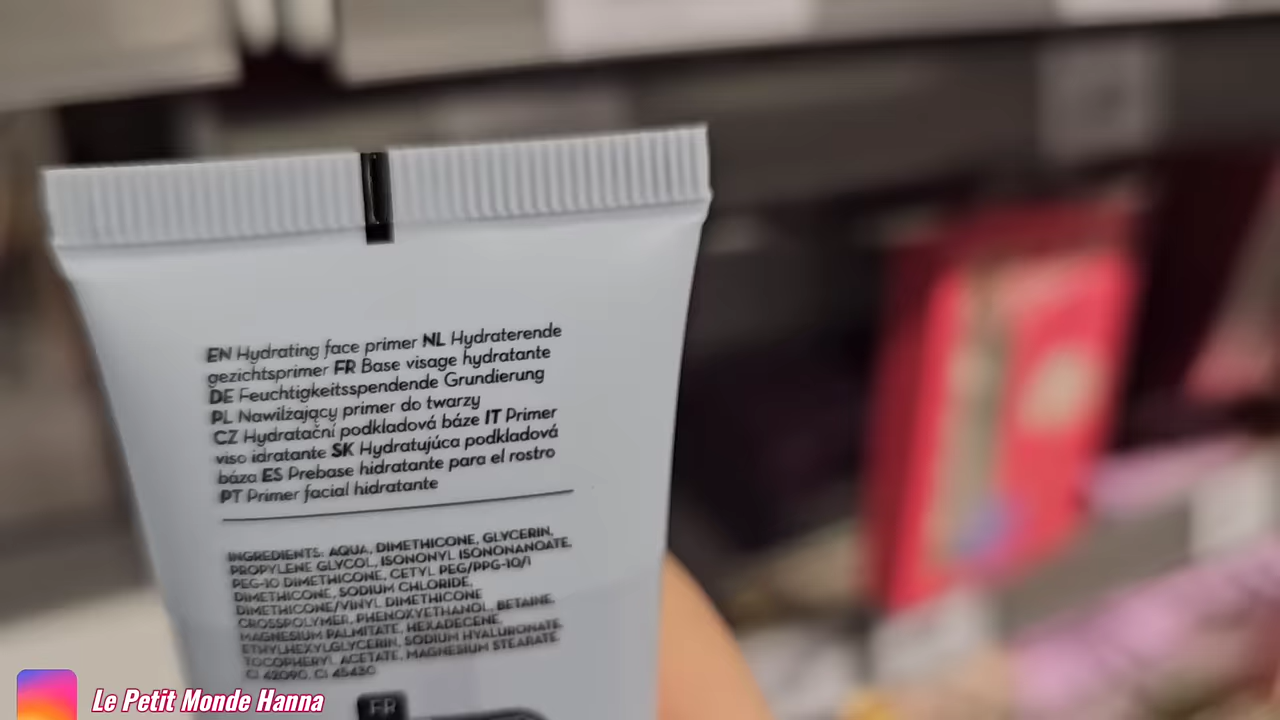 EN Hydrating face primer NL Hydraterende
gezichtsprimer FR Base visage hydratante
DE Feuchtigkeitsspendende Grundierung
PL Nawilżający primer do twarzy
CZ Hydratační podkladová báze IT Primer
viso idratante SK Hydratujúca podkladová
báza ES Prebase hidratante para el rostro
PT Primer facial hidratante
INGREDIENTS: AQUA, DIMETHICONE, GLYCERIN,
PROPYLENE GLYCOL, ISONONYL ISONONANOATE,
PEG-10 DIMETHICONE, CETYL PEG/PPG-10/1
DIMETHICONE, SODIUM CHLORIDE,
DIMETHICONE/VINYL DIMETHICONE
CROSSPOLYMER, PHENOXYETHANOL, BETAINE,
MAGNESIUM PALMITATE, HEXADECENE,
ETHYLHEXYLGLYCERIN, SODIUM HYALURONATE,
TOCOPHERYL ACETATE, MAGNESIUM STEARATE,
CI 42090, CI 45430
FR
Le Petit Monde Hanna